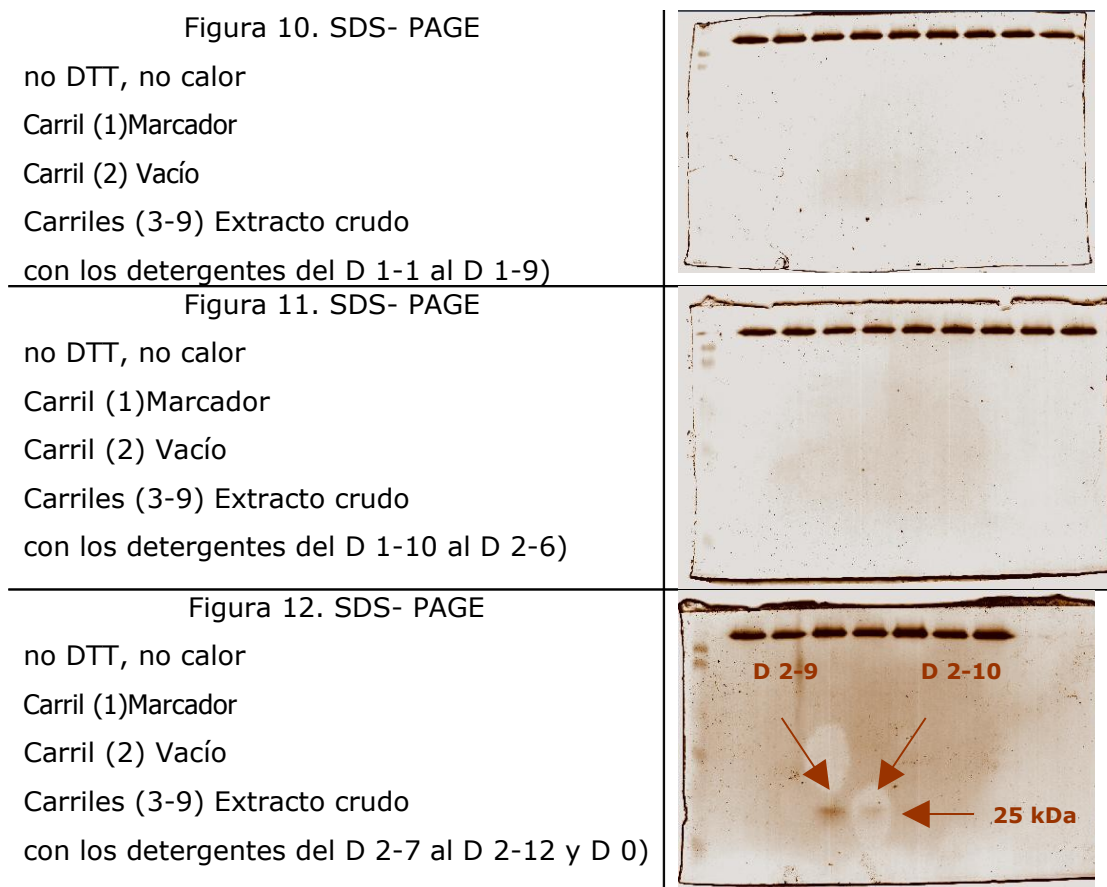 Figura 10. SDS- PAGE
no DTT, no calor
Carril (1)Marcador
Carril (2) Vacío
Carriles (3-9) Extracto crudo
con los detergentes del D 1-1 al D 1-9)
Figura 11. SDS- PAGE
no DTT, no calor
Carril (1)Marcador
Carril (2) Vacío
Carriles (3-9) Extracto crudo
con los detergentes del D 1-10 al D 2-6)
Figura 12. SDS- PAGE
no DTT, no calor
Carril (1)Marcador
Carril (2) Vacío
Carriles (3-9) Extracto crudo
con los detergentes del D 2-7 al D 2-12 y D 0)
D 2-9 D 2-10
25 kDa